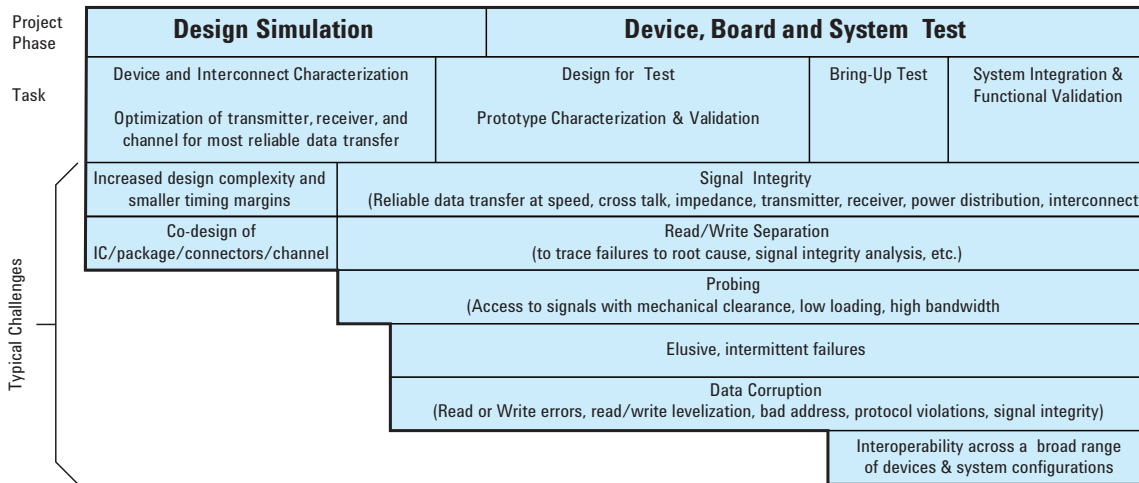 Project
Phase
Design Simulation
Device, Board and System Test
Task
Device and Interconnect Characterization
Optimization of transmitter, receiver, and
channel for most reliable data transfer
Design for Test
Prototype Characterization & Validation
Bring-Up Test
System Integration &
Functional Validation
Typical Challenges
Increased design complexity and
smaller timing margins
Signal Integrity
(Reliable data transfer at speed, cross talk, impedance, transmitter, receiver, power distribution, interconnect
Co-design of
IC/package/connectors/channel
Read/Write Separation
(to trace failures to root cause, signal integrity analysis, etc.)
Probing
(Access to signals with mechanical clearance, low loading, high bandwidth
Elusive, intermittent failures
Data Corruption
(Read or Write errors, read/write levelization, bad address, protocol violations, signal integrity)
Interoperability across a broad range
of devices & system configurations